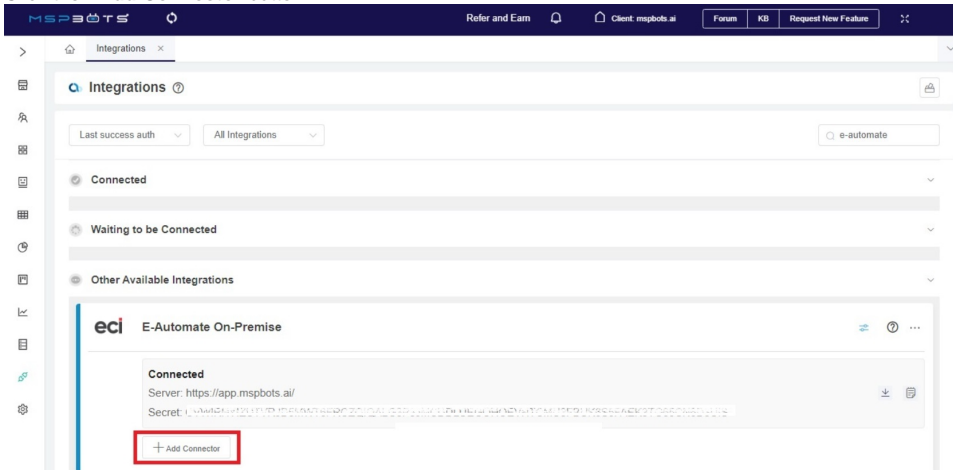 MSPBOTS
Refer and Earn
Client: mspbots.ai
Forum
KB
Request New Feature
Integrations ×
Integrations
Last success auth
All Integrations
e-automate
Connected
Waiting to be Connected
Other Available Integrations
eci
E-Automate On-Premise
Connected
Server: https://app.mspbots.ai/
Secret:
+ Add Connector